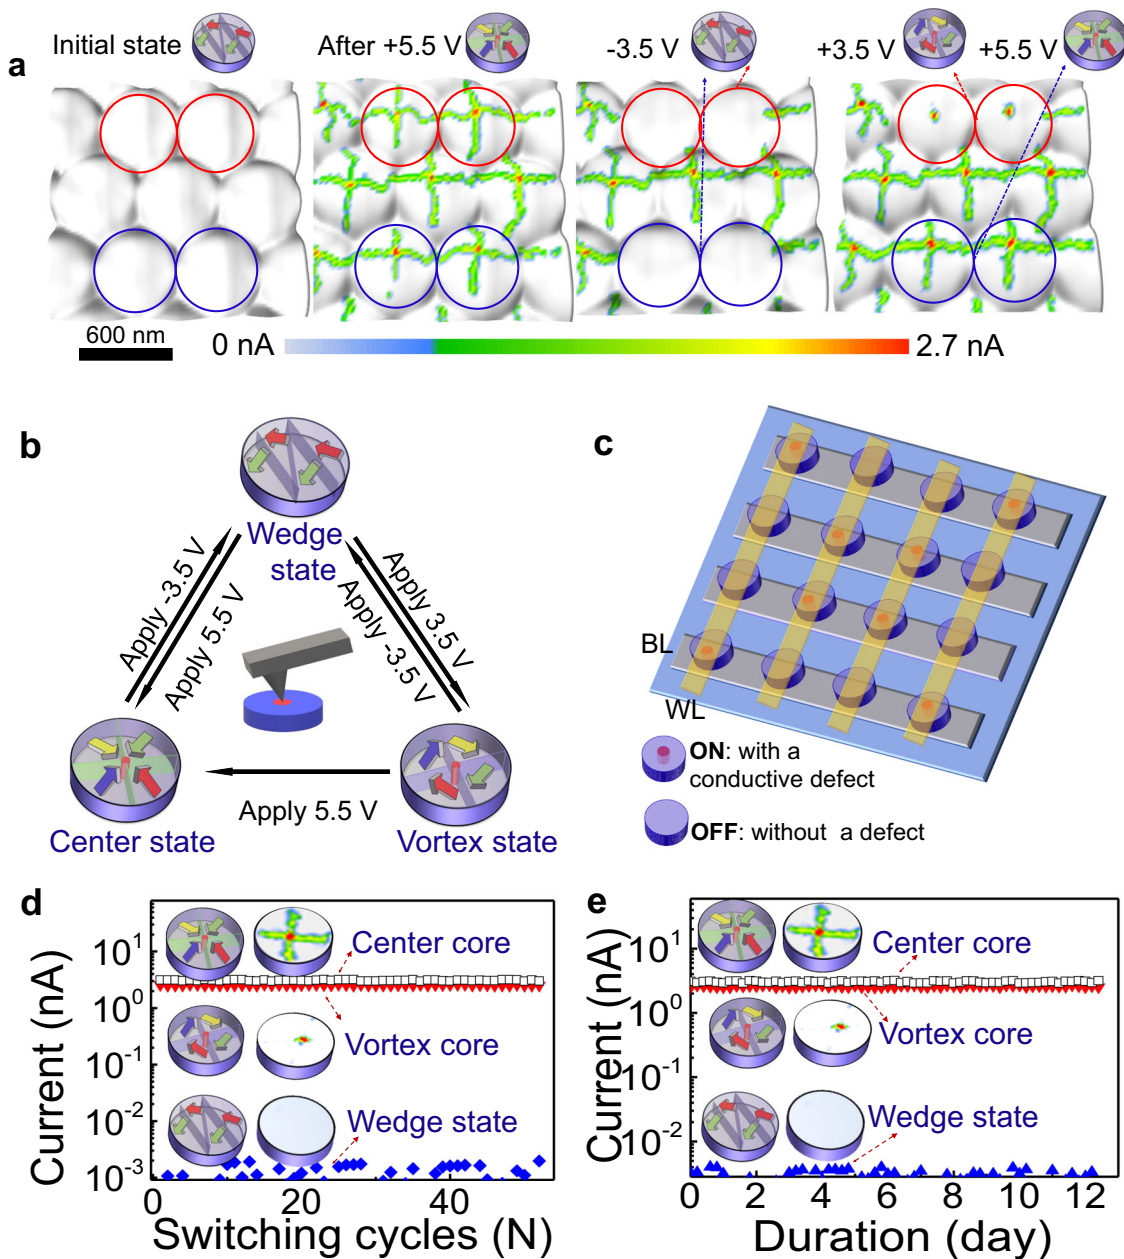 a
Initial state
After +5.5 V
-3.5 V
+3.5 V
+5.5 V
600 nm
0 nA
2.7 nA
b
Wedge
state
Apply -3.5 V
Apply 5.5 V
Apply 3.5 V
Apply -3.5 V
Center state
Apply 5.5 V
Vortex state
c
BL
WL
ON: with a
conductive defect
OFF: without a defect
d
Current (nA)
10¹
10⁰
10⁻¹
10⁻²
10⁻³
Center core
Vortex core
Wedge state
0
20
40
Switching cycles (N)
e
Current (nA)
10¹
10⁰
10⁻¹
10⁻²
Center core
Vortex core
Wedge state
0
2
4
6
8
10
12
Duration (day)